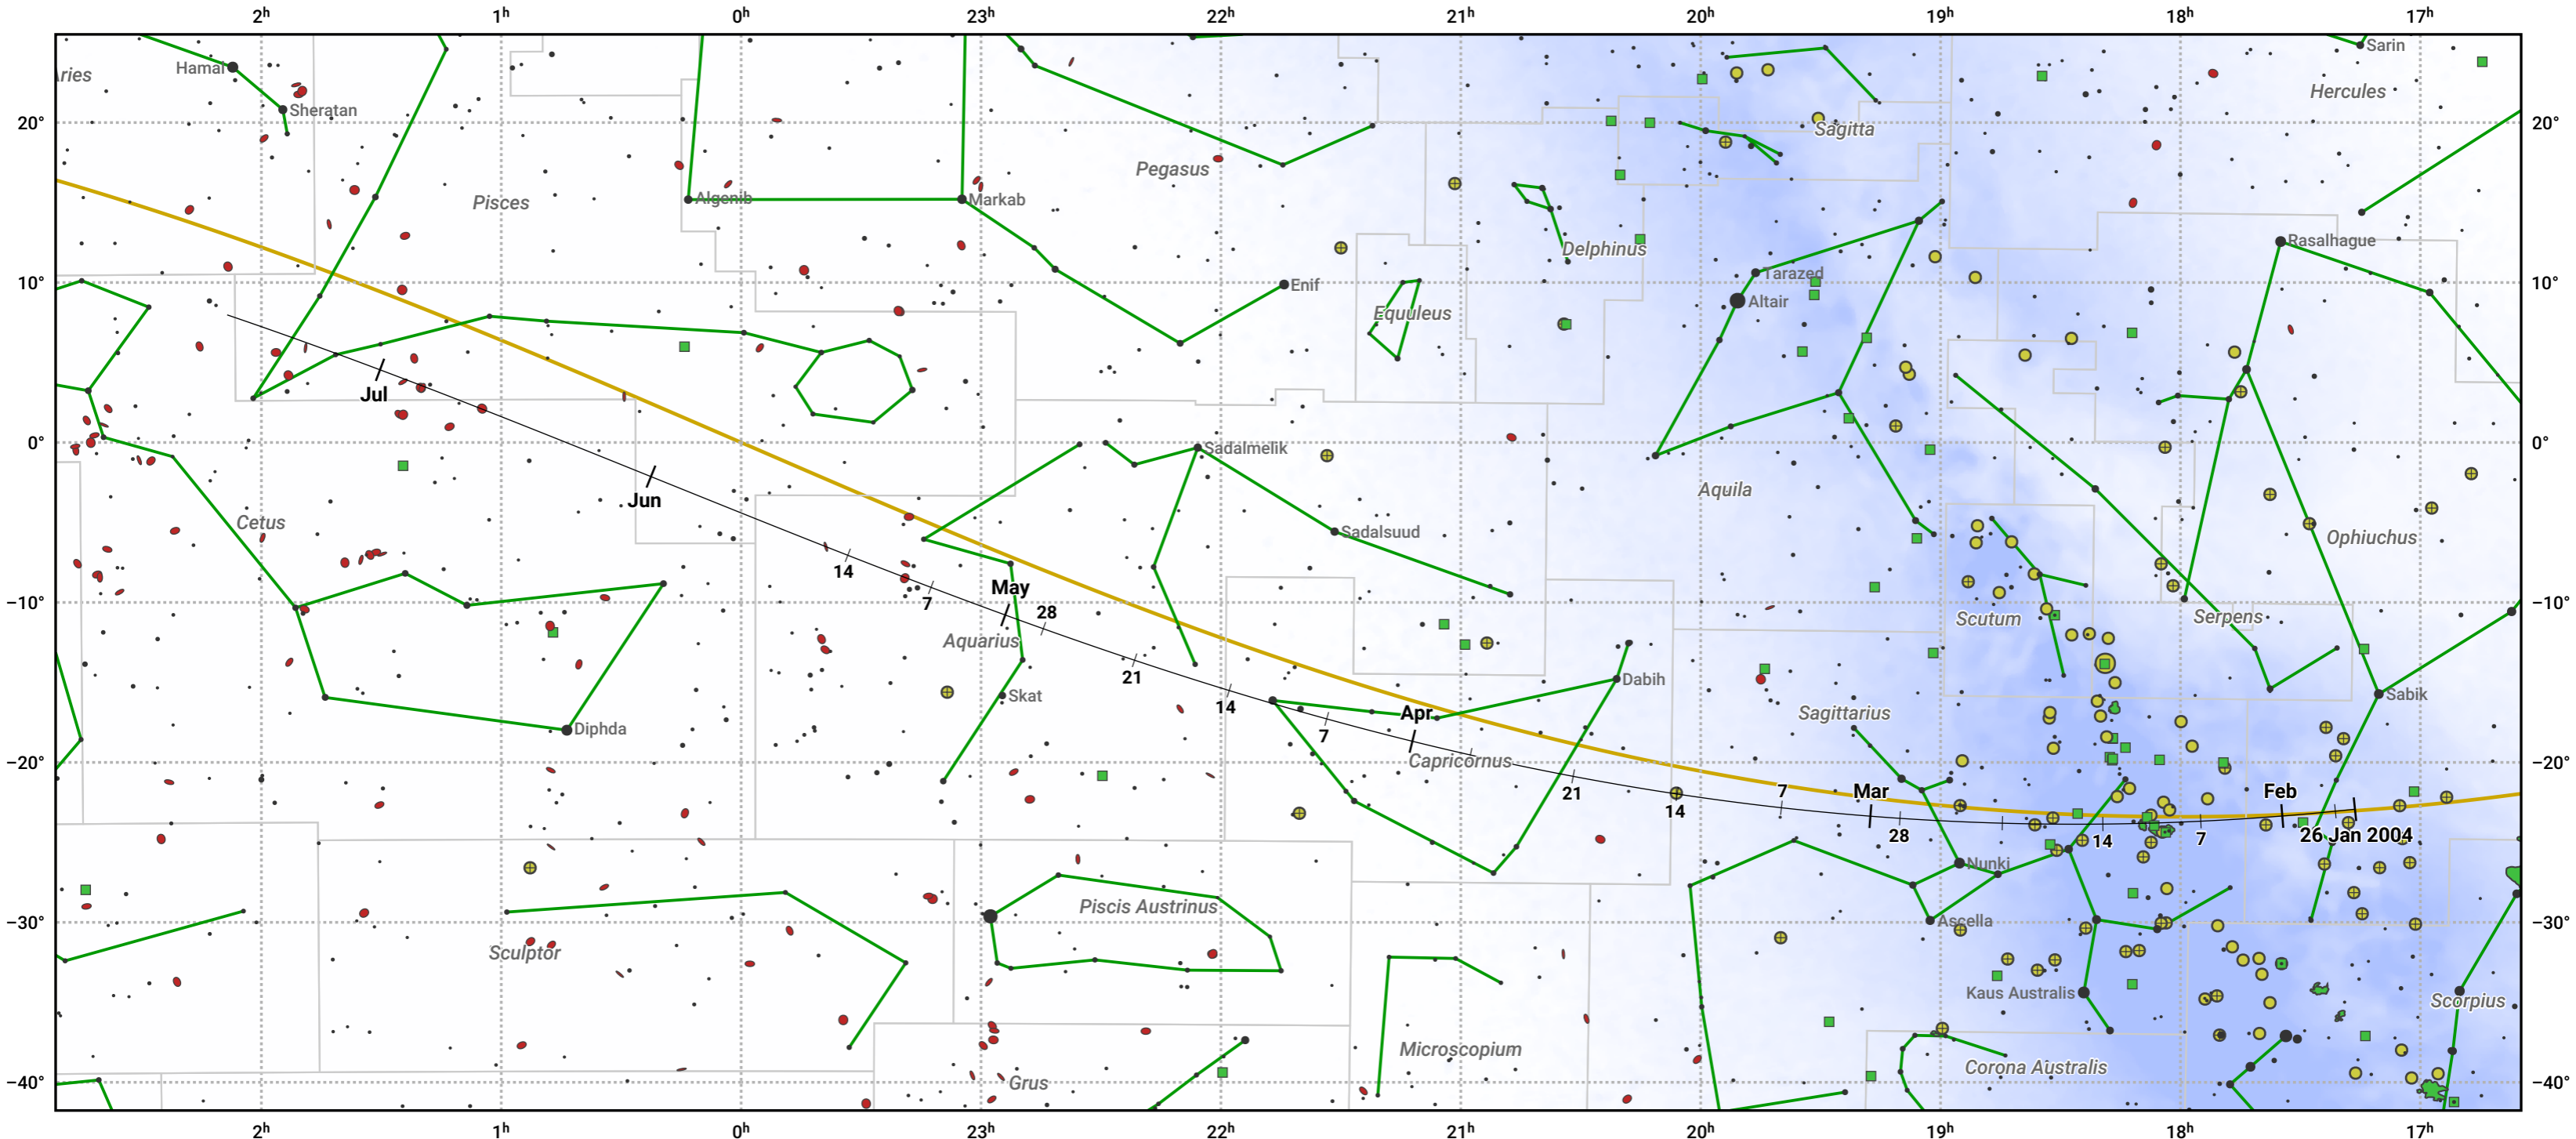 2ʰ 1ʰ 0ʰ 23ʰ 22ʰ 21ʰ 20ʰ 19ʰ 18ʰ 17ʰ
Sarin
Hamal
ries
Hercules
Sheratan
20° 20°
Sagitta
Pegasus
Pisces
Algenib Markab
Rasalhague
Delphinus
Tarazed
10° 10°
Enif
Altair
Equuleus
Jul
0° Sadalmelik 0°
Aquila
Jun
Cetus
Sadalsuud
Ophiuchus
14
May
7
−10° 28 −10°
Serpens
Scutum
Aquarius
21
Dabih
Skat
Sabik
14
Apr
Sagittarius
Diphda
7
−20° Capricornus −20°
21 7 Mar Feb
14
28 14 7 26 Jan 2004
Nunki
Piscis Austrinus
−30° Ascella −30°
Sculptor
Kaus Australis
Scorpius
Microscopium
Corona Australis
−40° Grus −40°
2ʰ 1ʰ 0ʰ 23ʰ 22ʰ 21ʰ 20ʰ 19ʰ 18ʰ 17ʰ